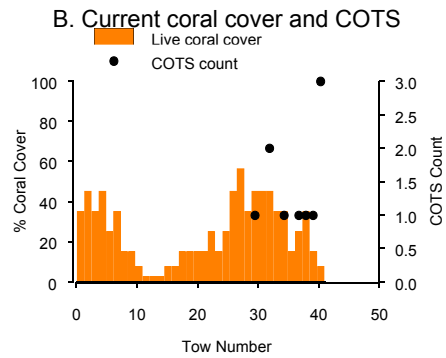 B. Current coral cover and COTS
Live coral cover
COTS count
100
80
60
40
20
0
% Coral Cover
3.0
2.5
2.0
1.5
1.0
0.5
0.0
COTS Count
0 10 20 30 40 50
Tow Number